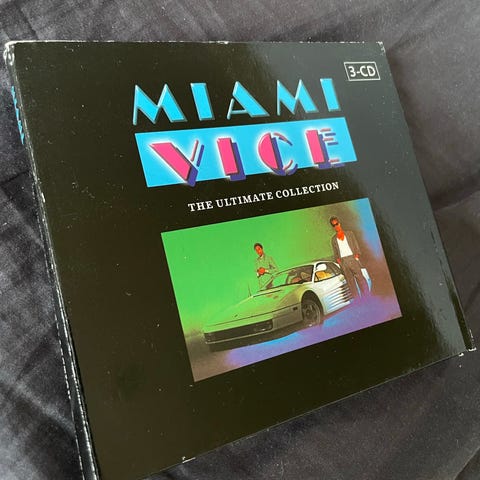 3-CD
MIAMI
VICE
THE ULTIMATE COLLECTION